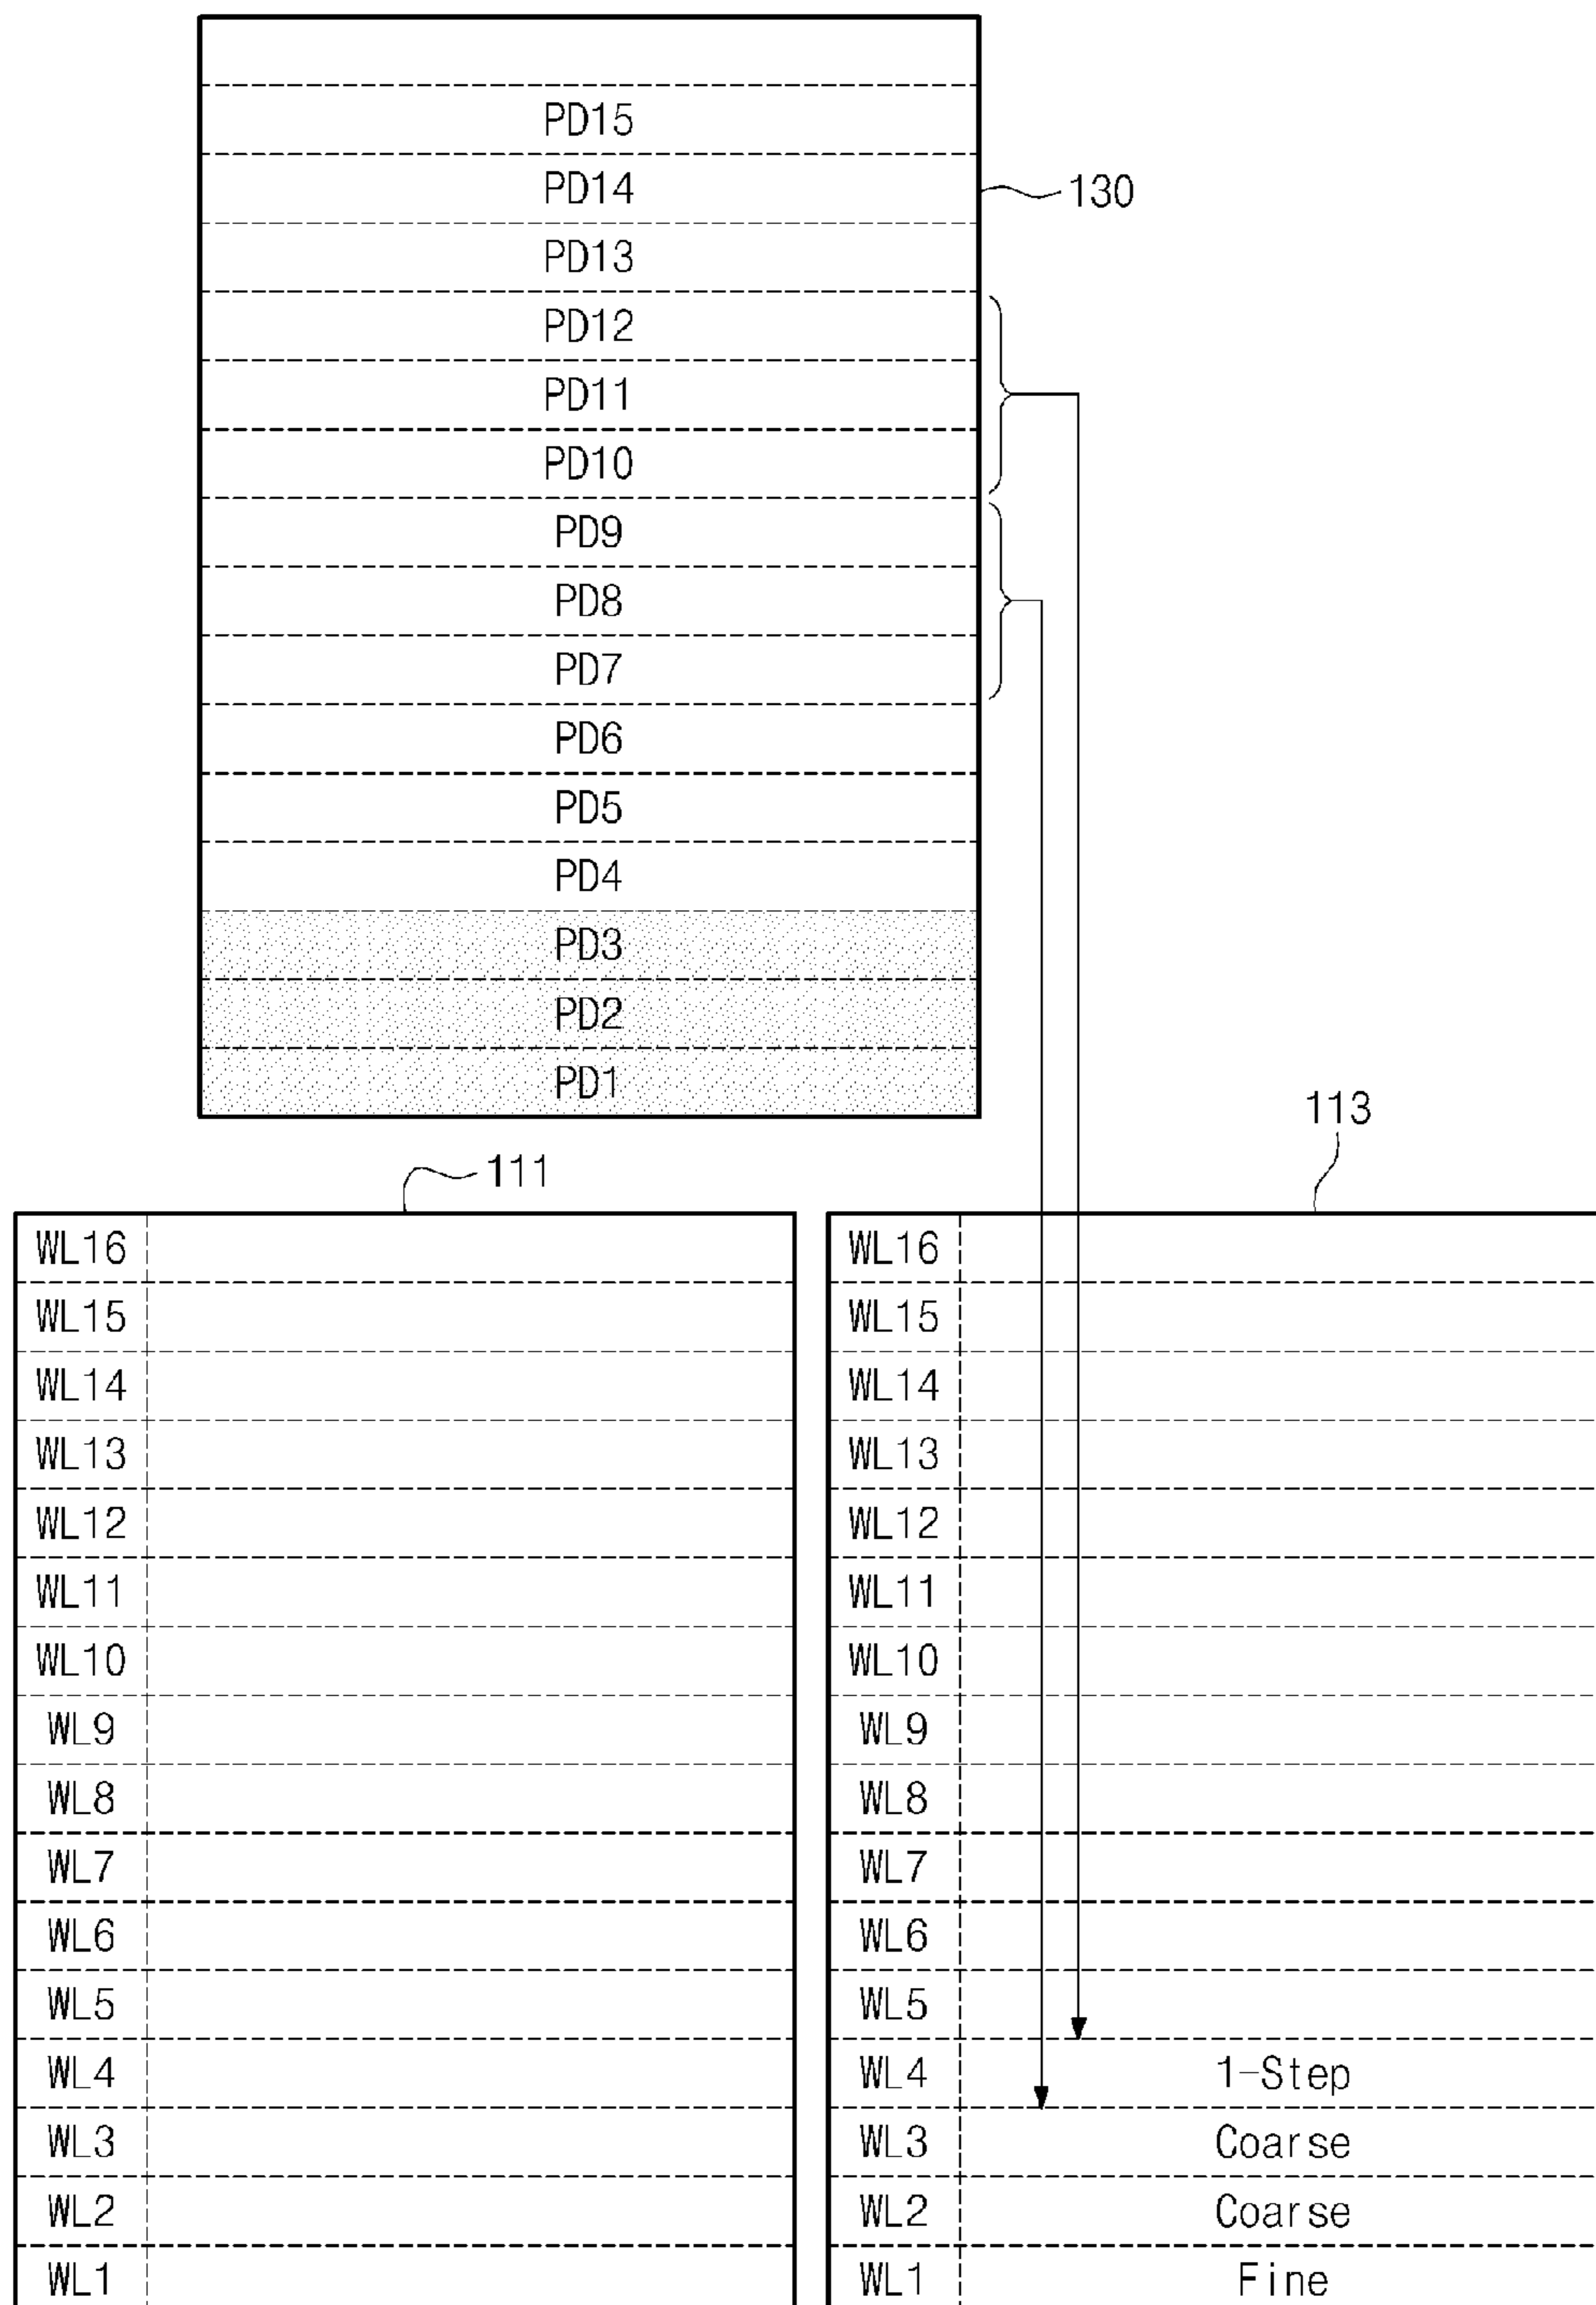 PD15
PD14
130
PD13
PD12
PD11
PD10
PD9
PD8
PD7
PD6
PD5
PD4
PD3
PD2
PD1
111
113
WL16
WL15
WL14
WL13
WL12
WL11
WL10
WL9
WL8
WL7
WL6
WL5
WL4
WL3
WL2
WL1
WL16
WL15
WL14
WL13
WL12
WL11
WL10
WL9
WL8
WL7
WL6
WL5
WL4 1-Step
WL3 Coarse
WL2 Coarse
WL1 Fine